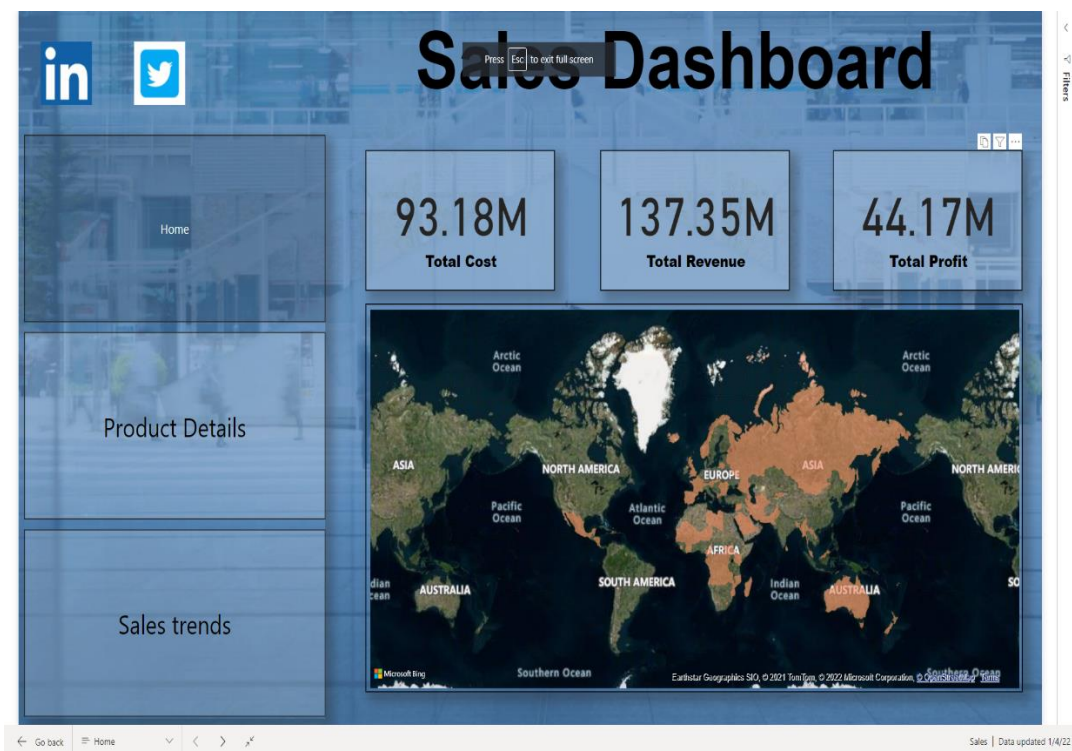 in
Sales Dashboard
Press Esc to exit full screen
Filters
Home
Product Details
Sales trends
93.18M
Total Cost
137.35M
Total Revenue
44.17M
Total Profit
Arctic
Ocean
Arctic
Ocean
ASIA
NORTH AMERICA
EUROPE
ASIA
NORTH AMERIC
Pacific
Ocean
Atlantic
Ocean
Pacific
Ocean
AFRICA
dian
cean
AUSTRALIA
SOUTH AMERICA
Indian
Ocean
AUSTRALIA
SO
Southern Ocean
Southern Ocean
Microsoft Bing
Earthstar Geographics SIO, © 2021 TomTom, © 2022 Microsoft Corporation, © OpenStreetMap Terms
Go back
Home
Sales | Data updated 1/4/22